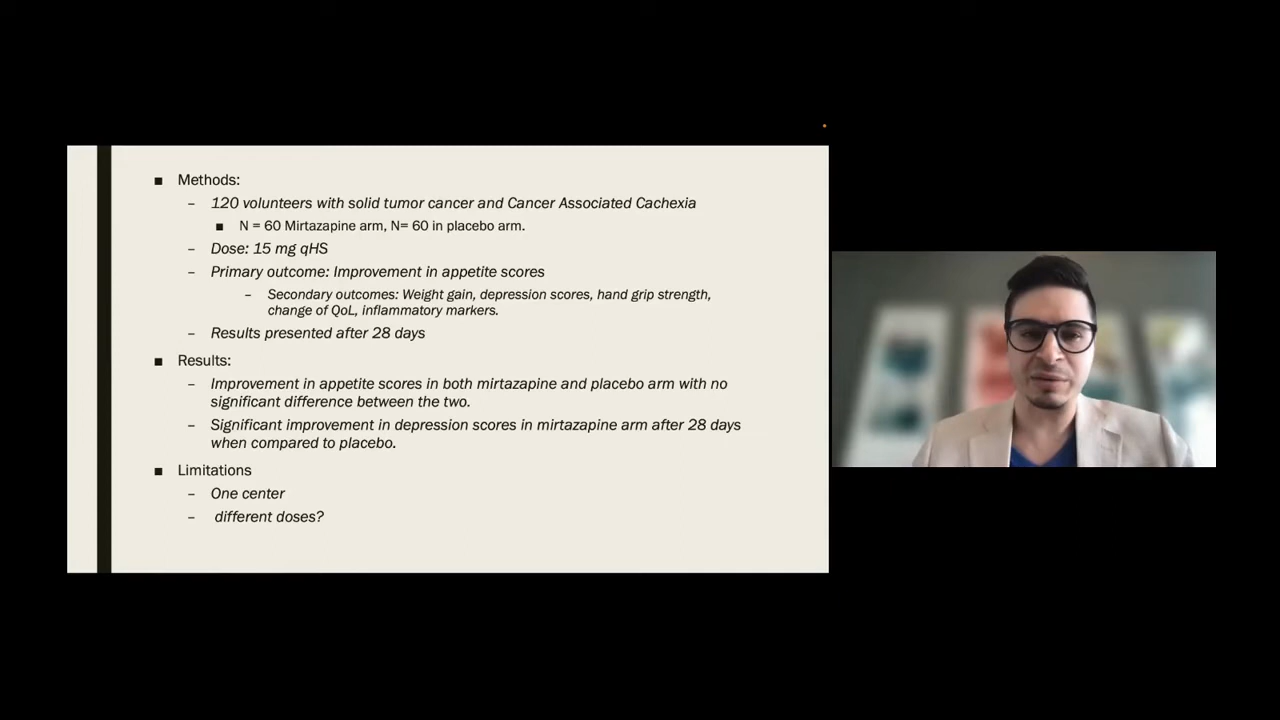 Methods:
– 120 volunteers with solid tumor cancer and Cancer Associated Cachexia
N = 60 Mirtazapine arm, N= 60 in placebo arm.
– Dose: 15 mg qHS
– Primary outcome: Improvement in appetite scores
– Secondary outcomes: Weight gain, depression scores, hand grip strength,
change of QoL, inflammatory markers.
– Results presented after 28 days
Results:
– Improvement in appetite scores in both mirtazapine and placebo arm with no
significant difference between the two.
– Significant improvement in depression scores in mirtazapine arm after 28 days
when compared to placebo.
Limitations
– One center
– different doses?